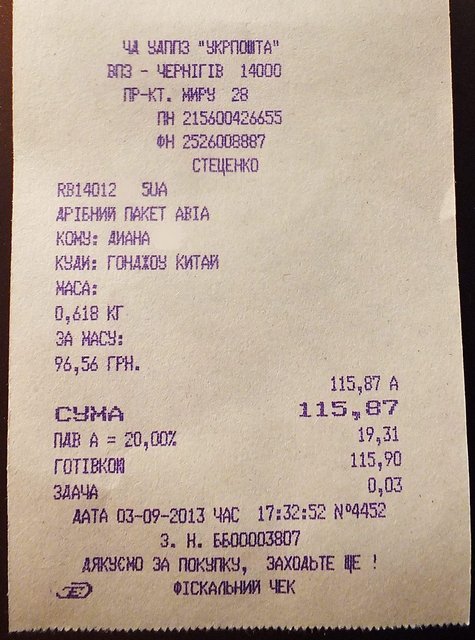 ЧД УДППЗ "УКРПОШТА"
ВПЗ - ЧЕРНІГІВ 14000
ПР-КТ. МИРУ 28
ПН 215600426655
ФН 2526008887
СТЕЦЕНКО
RB14012 5UA
ДРІБНИЙ ПАКЕТ АВІА
КОМУ: ДИАНА
КУДИ: ГОНДЖОУ КИТАЙ
МАСА:
0,618 КГ
ЗА МАСУ:
96,56 ГРН.
115,87 А
СУМА 115,87
ПДВ А = 20,00% 19,31
ГОТІВКОЮ 115,90
ЗДАЧА 0,03
ДАТА 03-09-2013 ЧАС 17:32:52 №4452
З. Н. ББ00003807
ДЯКУЄМО ЗА ПОКУПКУ, ЗАХОДЬТЕ ЩЕ !
ФІСКАЛЬНИЙ ЧЕК